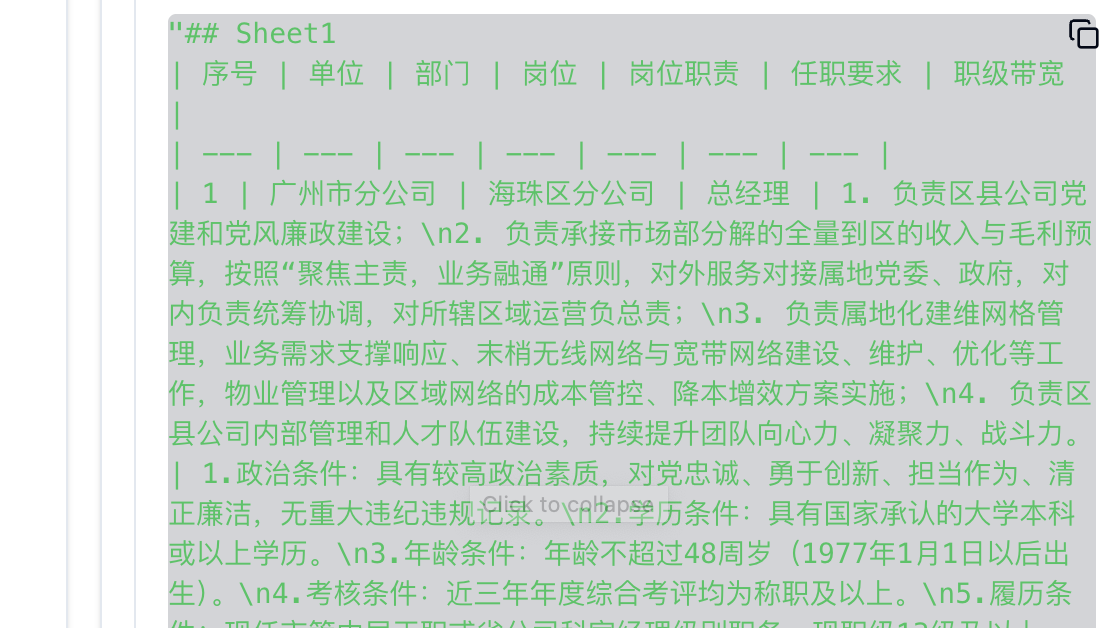 "## Sheet1
| 序号 | 单位 | 部门 | 岗位 | 岗位职责 | 任职要求 | 职级带宽
|
| --- | --- | --- | --- | --- | --- | --- |
| 1 | 广州市分公司 | 海珠区分公司 | 总经理 | 1. 负责区县公司党
建和党风廉政建设；\n2. 负责承接市场部分解的全量到区的收入与毛利预
算，按照“聚焦主责，业务融通”原则，对外服务对接属地党委、政府，对
内负责统筹协调，对所辖区域运营负总责；\n3. 负责属地化建维网格管
理，业务需求支撑响应、末梢无线网络与宽带网络建设、维护、优化等工
作，物业管理以及区域网络的成本管控、降本增效方案实施；\n4. 负责区
县公司内部管理和人才队伍建设，持续提升团队向心力、凝聚力、战斗力。
| 1.政治条件：具有较高政治素质，对党忠诚、勇于创新、担当作为、清
Click to collapse
正廉洁，无重大违纪违规记录。\n2.学历条件：具有国家承认的大学本科
或以上学历。\n3.年龄条件：年龄不超过48周岁（1977年1月1日以后出
生）。\n4.考核条件：近三年年度综合考评均为称职及以上。\n5.履历条